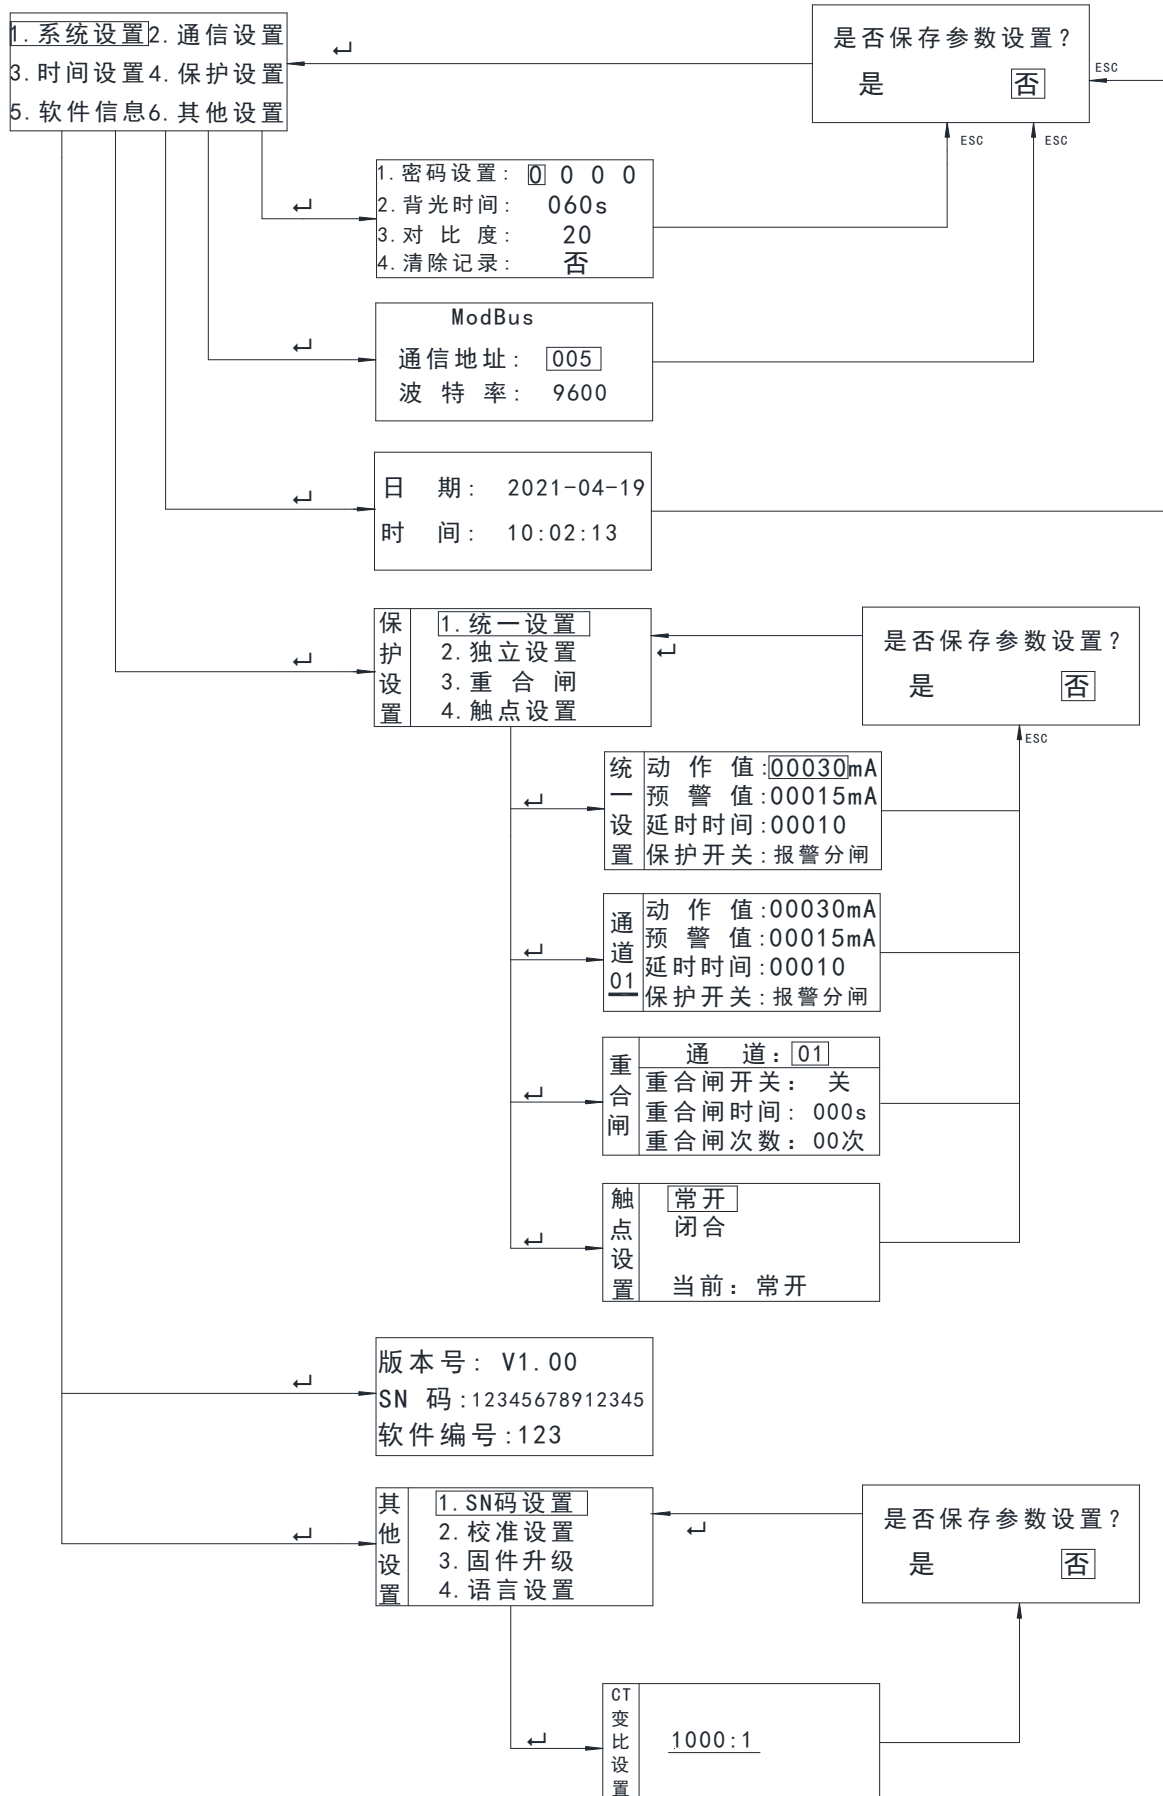 1.系统设置2.通信设置
3.时间设置4.保护设置
5.软件信息6.其他设置
↵
是否保存参数设置?
是 否
ESC
ESC
ESC
↵
1.密码设置: 0 0 0 0
2.背光时间: 060s
3.对 比 度: 20
4.清除记录: 否
↵
ModBus
通信地址: 005
波 特 率: 9600
↵
日 期: 2021-04-19
时 间: 10:02:13
↵
保护设置
1.统一设置
2.独立设置
3.重 合 闸
4.触点设置
↵
是否保存参数设置?
是 否
ESC
↵
统一设置
动 作 值:00030mA
预 警 值:00015mA
延时时间:00010
保护开关:报警分闸
↵
通道01
动 作 值:00030mA
预 警 值:00015mA
延时时间:00010
保护开关:报警分闸
↵
重合闸
通 道: 01
重合闸开关: 关
重合闸时间: 000s
重合闸次数: 00次
↵
触点设置
常开
闭合
当前: 常开
↵
版本号: V1.00
SN 码:12345678912345
软件编号:123
↵
其他设置
1.SN码设置
2.校准设置
3.固件升级
4.语言设置
↵
是否保存参数设置?
是 否
↵
CT变比设置
1000:1